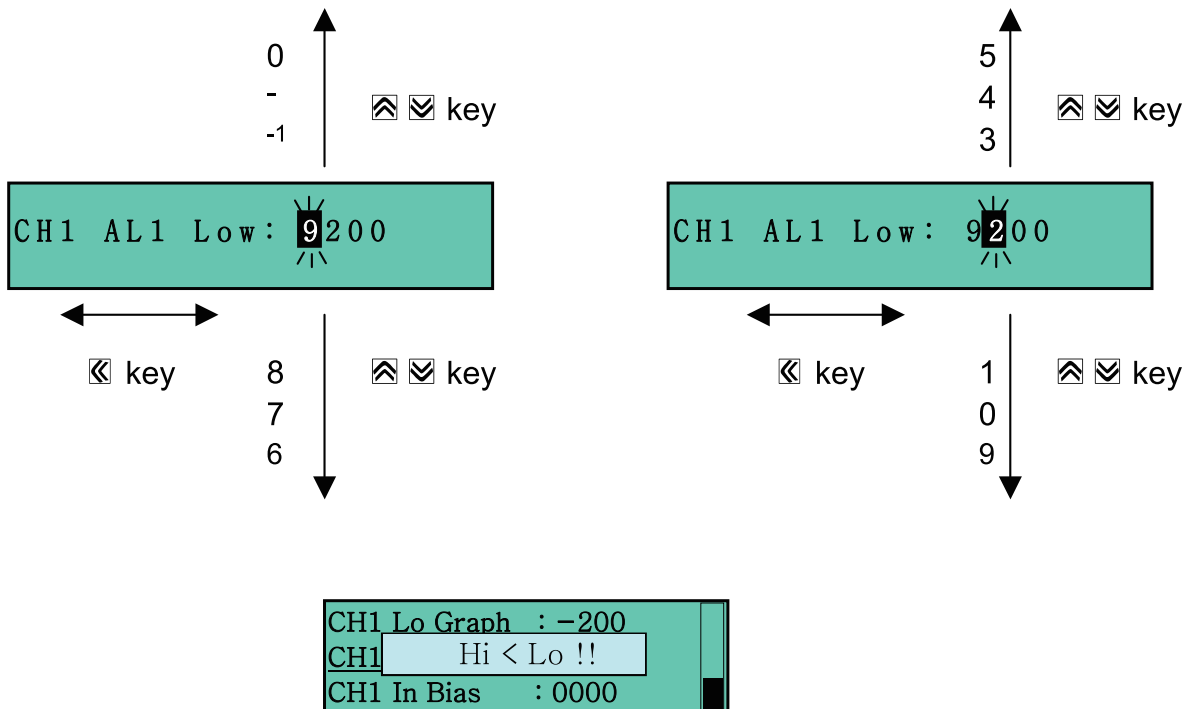 0 5
- 4
-1 3
key key
CH1 AL1 Low: 9200 CH1 AL1 Low: 9200
key 8 key key 1 key
7 0
6 9
CH1 Lo Graph : -200
CH1 Hi < Lo !!
CH1 In Bias : 0000